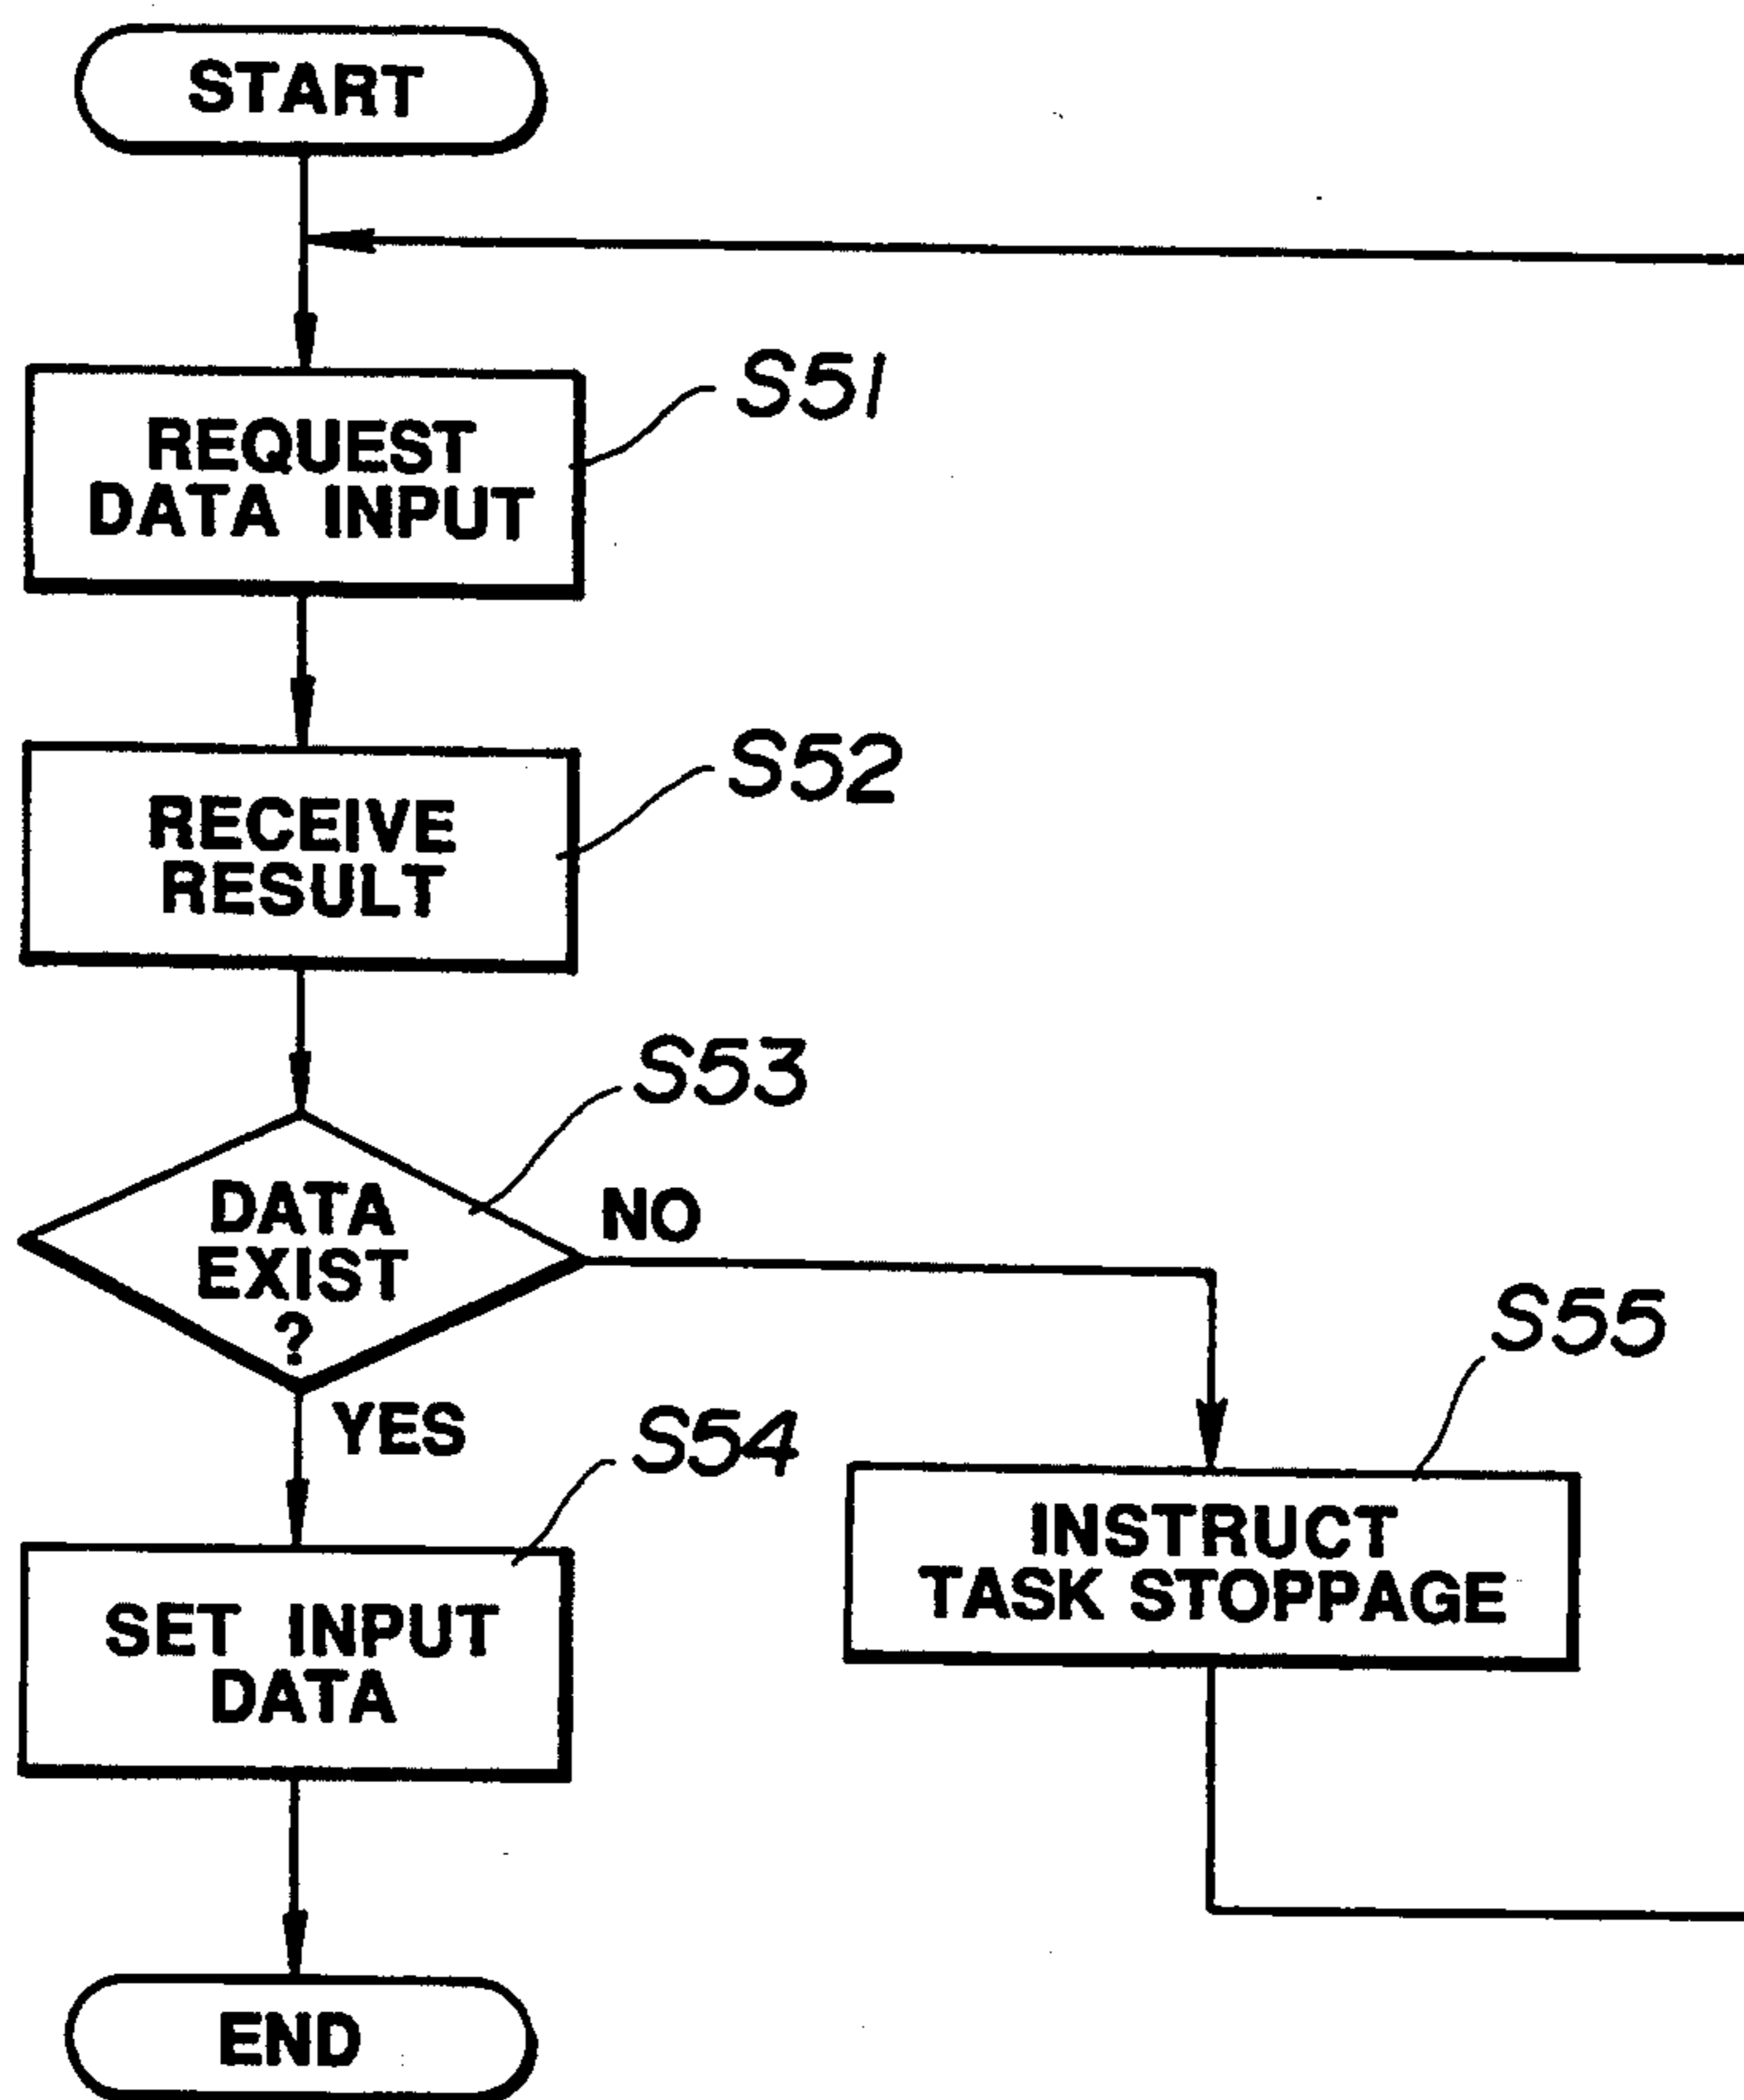 START
S51
REQUEST
DATA INPUT
S52
RECEIVE
RESULT
S53
DATA
EXIST
?
NO
YES
S54
SET INPUT
DATA
S55
INSTRUCT
TASK STOPPAGE
END